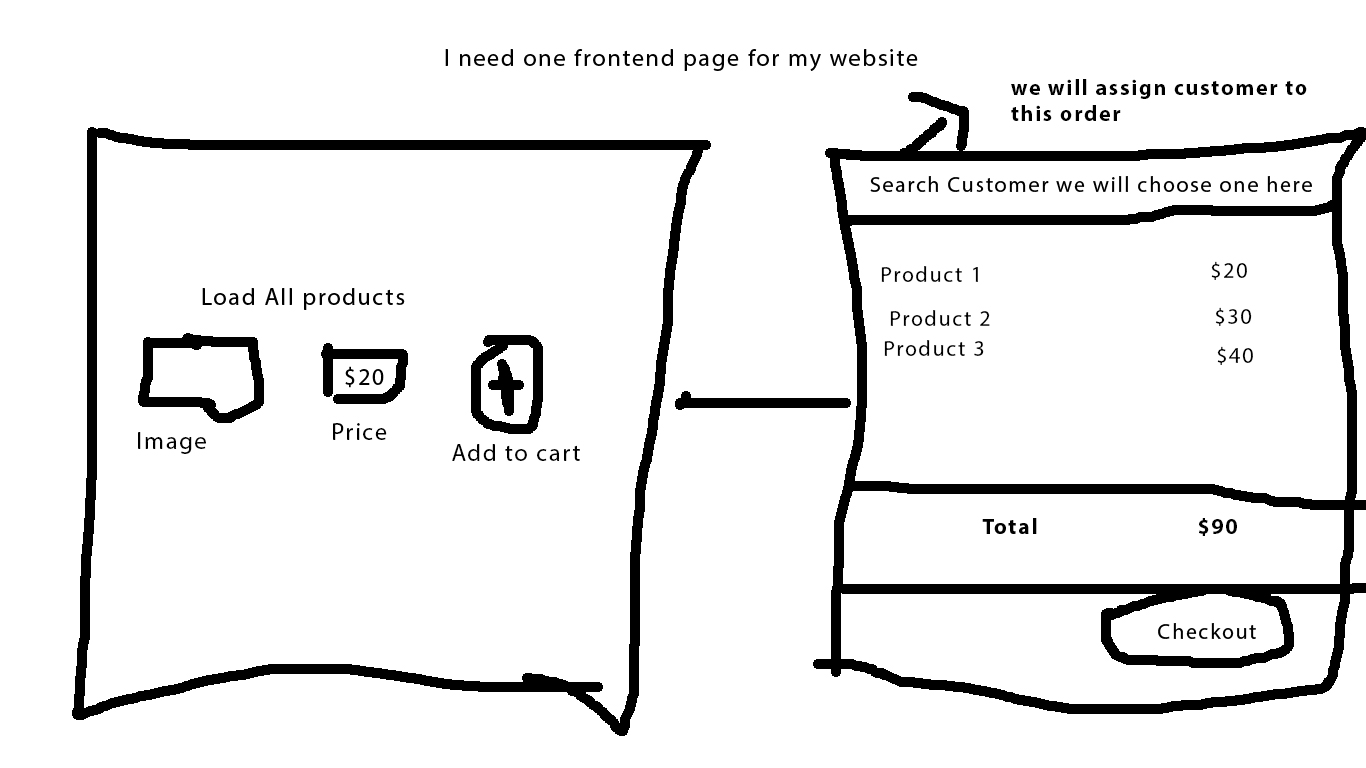 I need one frontend page for my website
we will assign customer to
this order
Search Customer we will choose one here
Load All products
$20
Image
Price
Add to cart
Product 1 $20
Product 2 $30
Product 3 $40
Total $90
Checkout